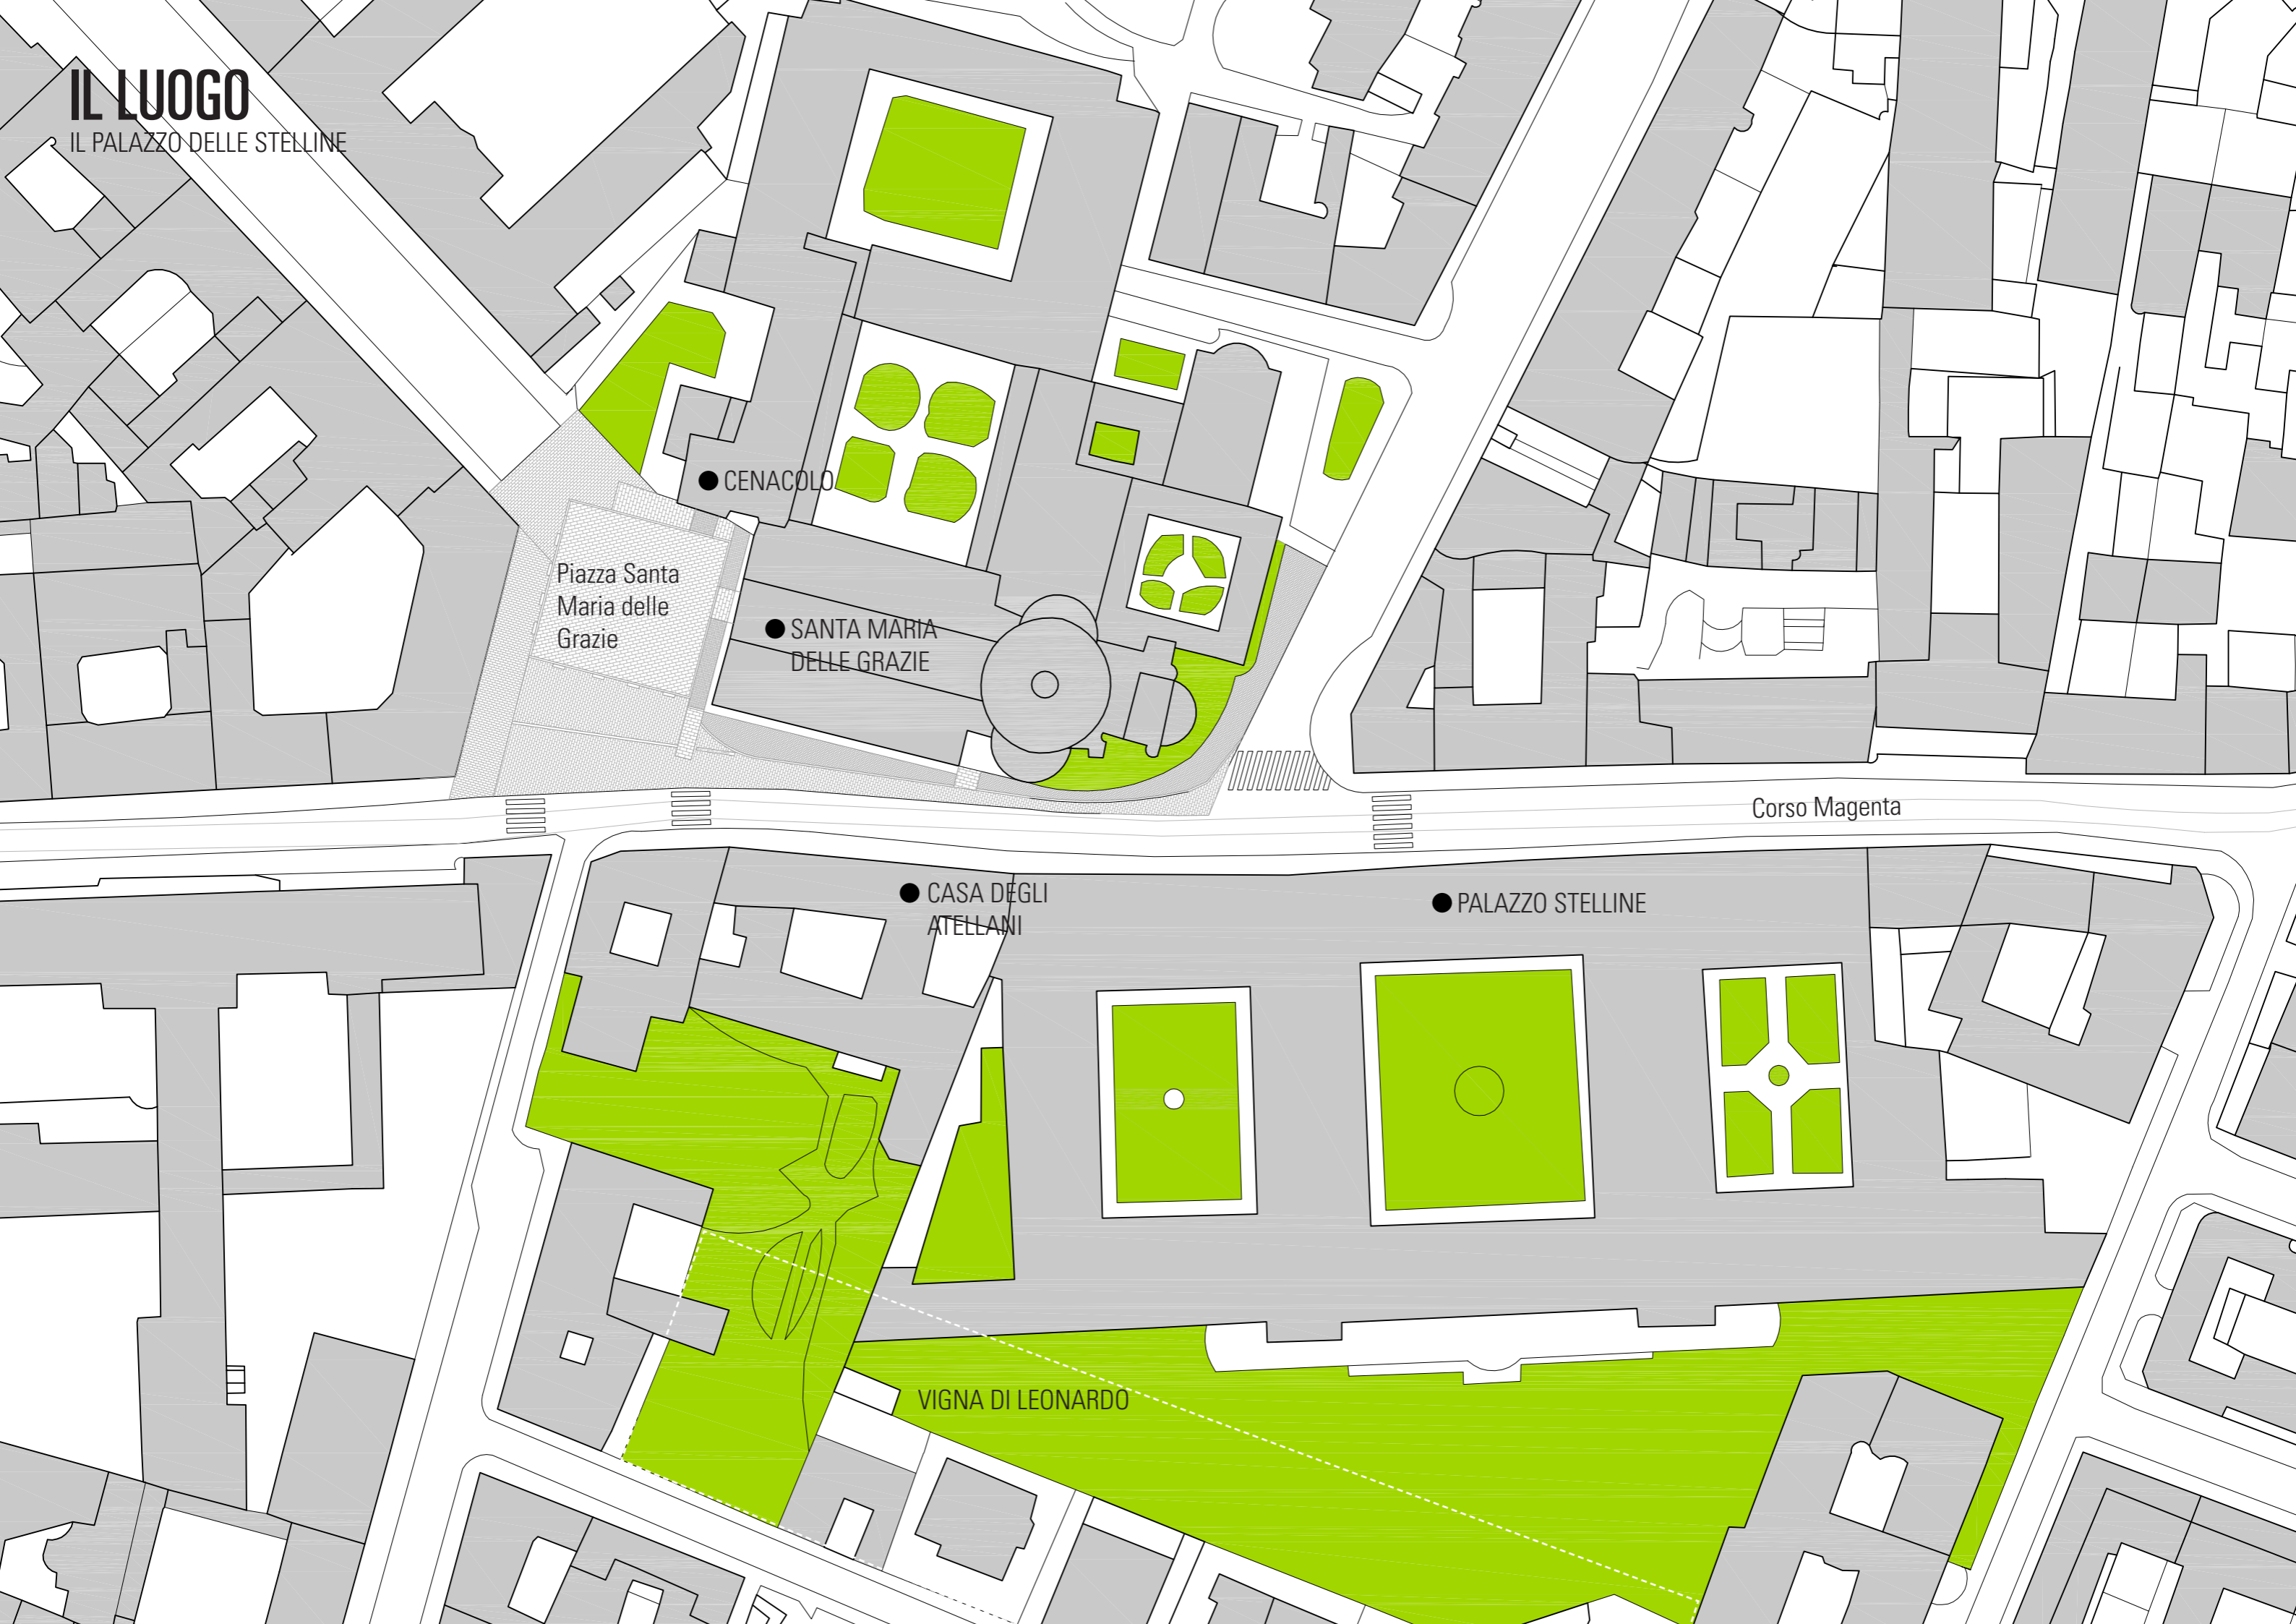 IL LUOGO
IL PALAZZO DELLE STELLINE
CENACOLO
Piazza Santa
Maria delle
Grazie
SANTA MARIA
DELLE GRAZIE
Corso Magenta
CASA DEGLI
ATELLANI
PALAZZO STELLINE
VIGNA DI LEONARDO